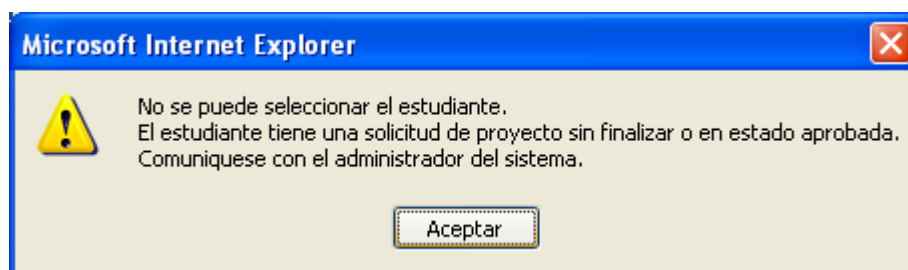 Microsoft Internet Explorer
No se puede seleccionar el estudiante.
El estudiante tiene una solicitud de proyecto sin finalizar o en estado aprobada.
Comuniquese con el administrador del sistema.
Aceptar